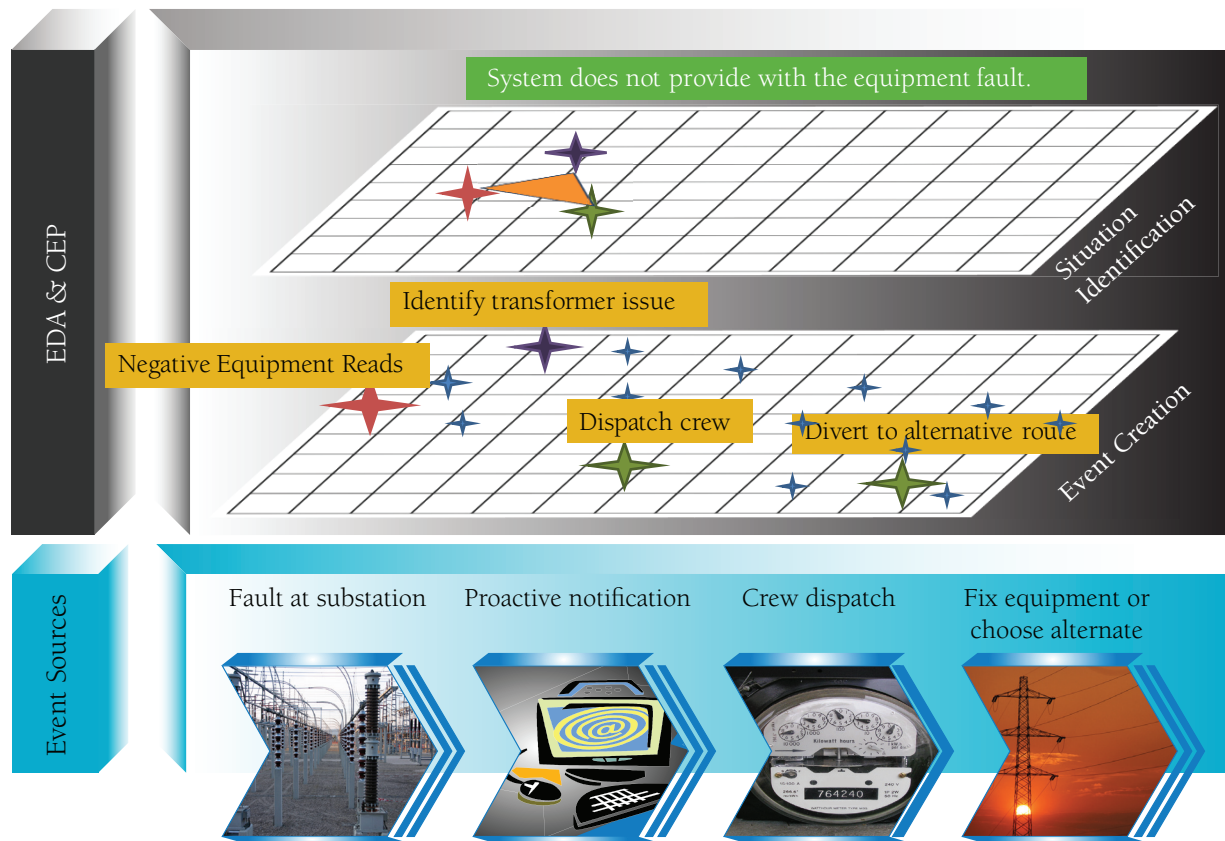 System does not provide with the equipment fault.
EDA & CEP
Situation
Identification
Identify transformer issue
Negative Equipment Reads
Dispatch crew
Divert to alternative route
Event Creation
Event Sources
Fault at substation
Proactive notification
Crew dispatch
Fix equipment or
choose alternate
@
Kilowatt hours
764240